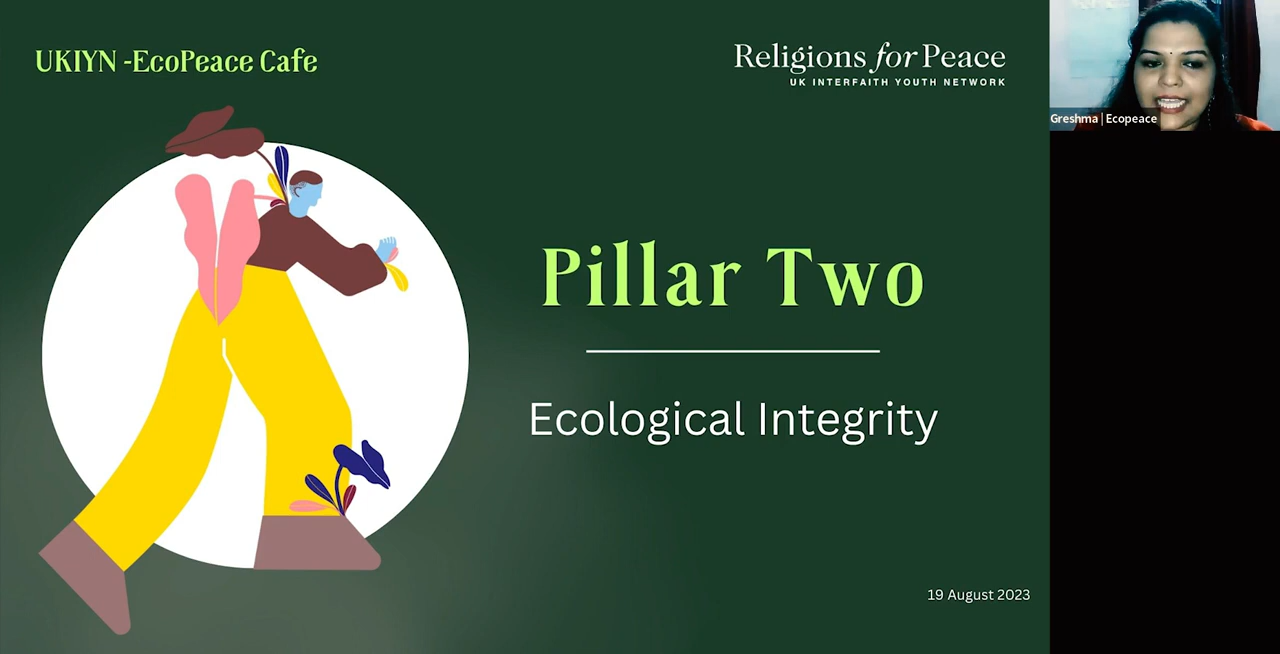 UKIYN -EcoPeace Cafe
Religions for Peace
UK INTERFAITH YOUTH NETWORK
Greshma | Ecopeace
Pillar Two
Ecological Integrity
19 August 2023